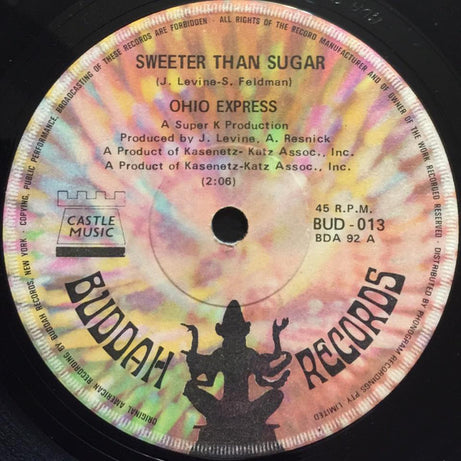 COPYING, PUBLIC PERFORMANCE, BROADCASTING OF THESE RECORDS ARE FORBIDDEN · ALL RIGHTS OF THE RECORD MANUFACTURER AND OF OWNER OF THE WORK RECORDED RESERVED · DISTRIBUTED BY PHONOGRAM RECORDINGS PTY. LIMITED
SWEETER THAN SUGAR
(J. Levine-S. Feldman)
OHIO EXPRESS
A Super K Production
Produced by J. Levine, A. Resnick
A Product of Kasenetz- Katz Assoc., Inc.
A Product of Kasenetz-Katz Assoc., Inc.
(2:06)
CASTLE
MUSIC
45 R.P.M.
BUD - 013
BDA 92 A
BUDDAH RECORDS
ORIGINAL AMERICAN RECORDING BY BUDDAH RECORDS, NEW YORK ·